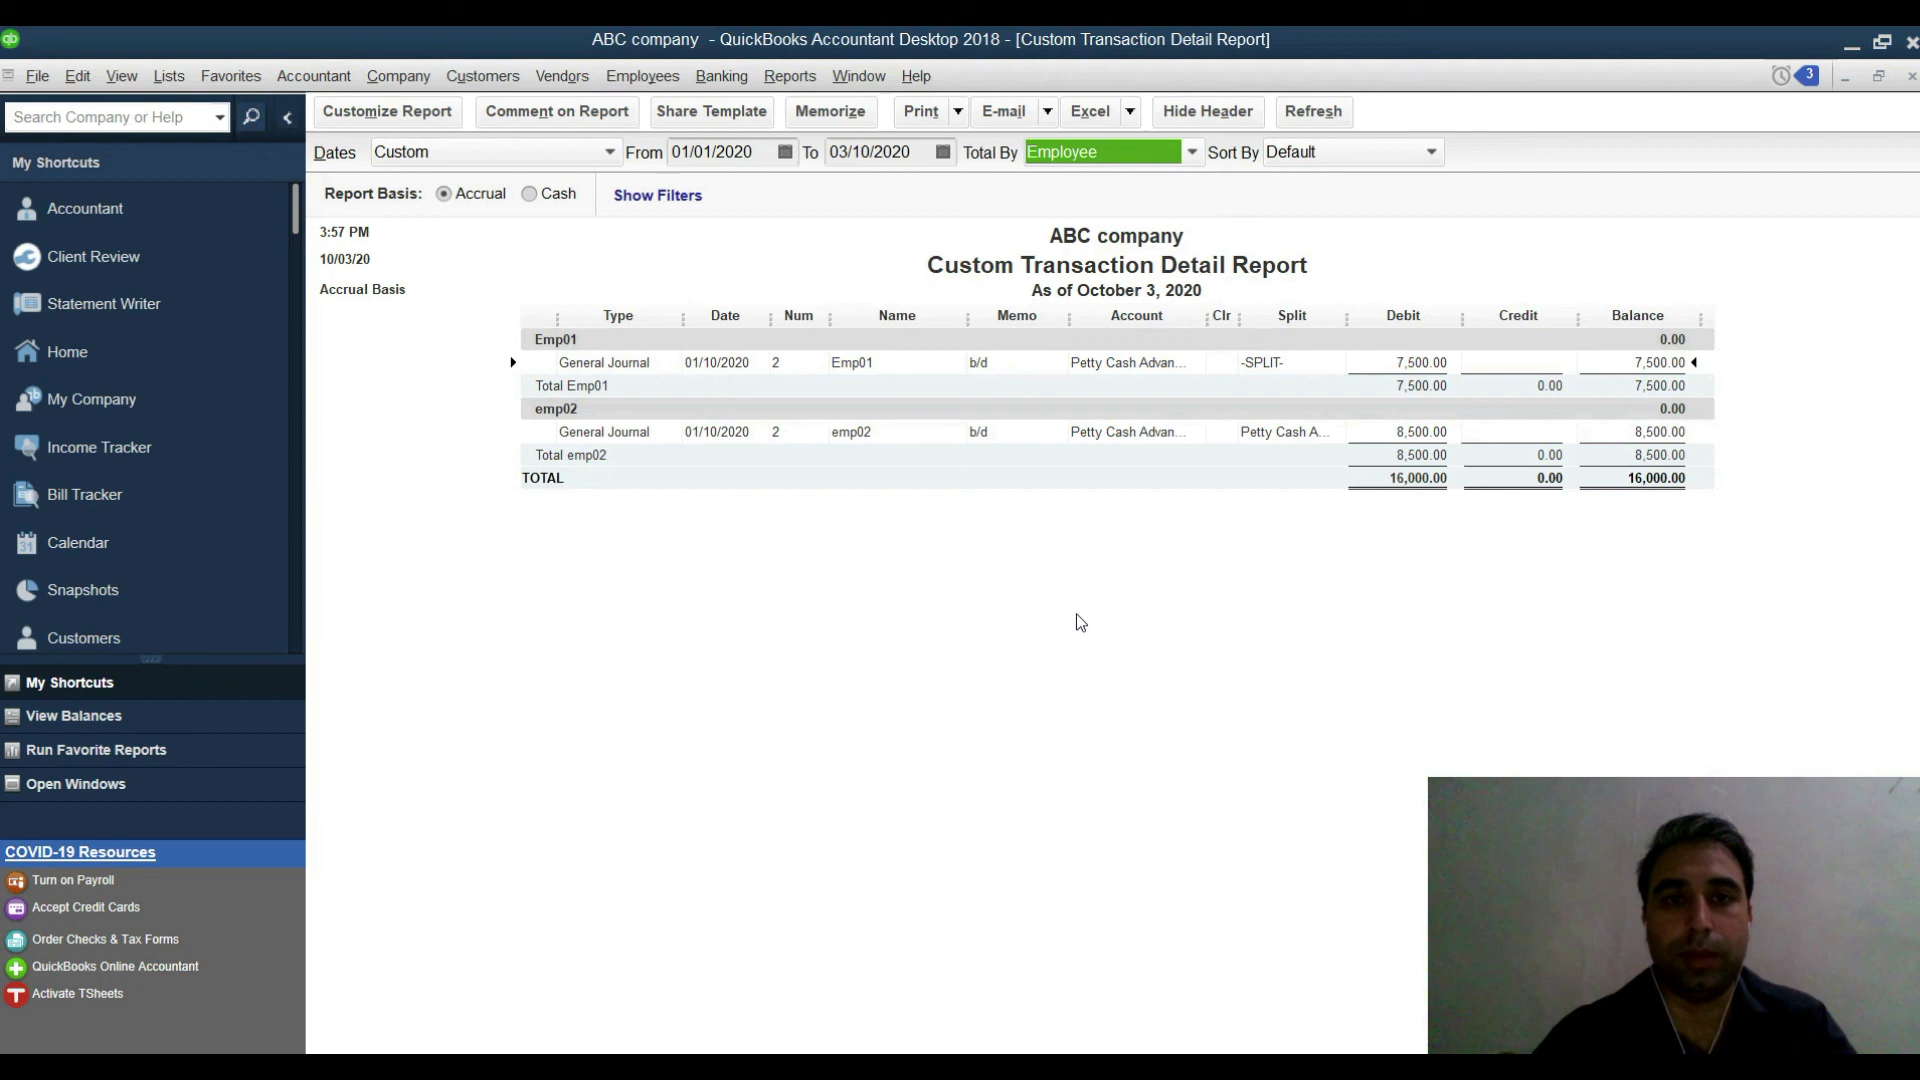 qb
ABC company - QuickBooks Accountant Desktop 2018 - [Custom Transaction Detail Report]
File Edit View Lists Favorites Accountant Company Customers Vendors Employees Banking Reports Window Help 3
Search Company or Help
Customize Report Comment on Report Share Template Memorize Print E-mail Excel Hide Header Refresh
Dates Custom From 01/01/2020 To 03/10/2020 Total By Employee Sort By Default
Report Basis: Accrual Cash Show Filters
My Shortcuts
Accountant
Client Review
Statement Writer
Home
My Company
Income Tracker
Bill Tracker
31 Calendar
Snapshots
Customers
My Shortcuts
View Balances
Run Favorite Reports
Open Windows
COVID-19 Resources
Turn on Payroll
Accept Credit Cards
Order Checks & Tax Forms
QuickBooks Online Accountant
T Activate TSheets
3:57 PM
10/03/20
Accrual Basis
ABC company
Custom Transaction Detail Report
As of October 3, 2020
Type Date Num Name Memo Account Clr Split Debit Credit Balance
Emp01 0.00
General Journal 01/10/2020 2 Emp01 b/d Petty Cash Advan... -SPLIT- 7,500.00 7,500.00
Total Emp01 7,500.00 0.00 7,500.00
emp02 0.00
General Journal 01/10/2020 2 emp02 b/d Petty Cash Advan... Petty Cash A... 8,500.00 8,500.00
Total emp02 8,500.00 0.00 8,500.00
TOTAL 16,000.00 0.00 16,000.00